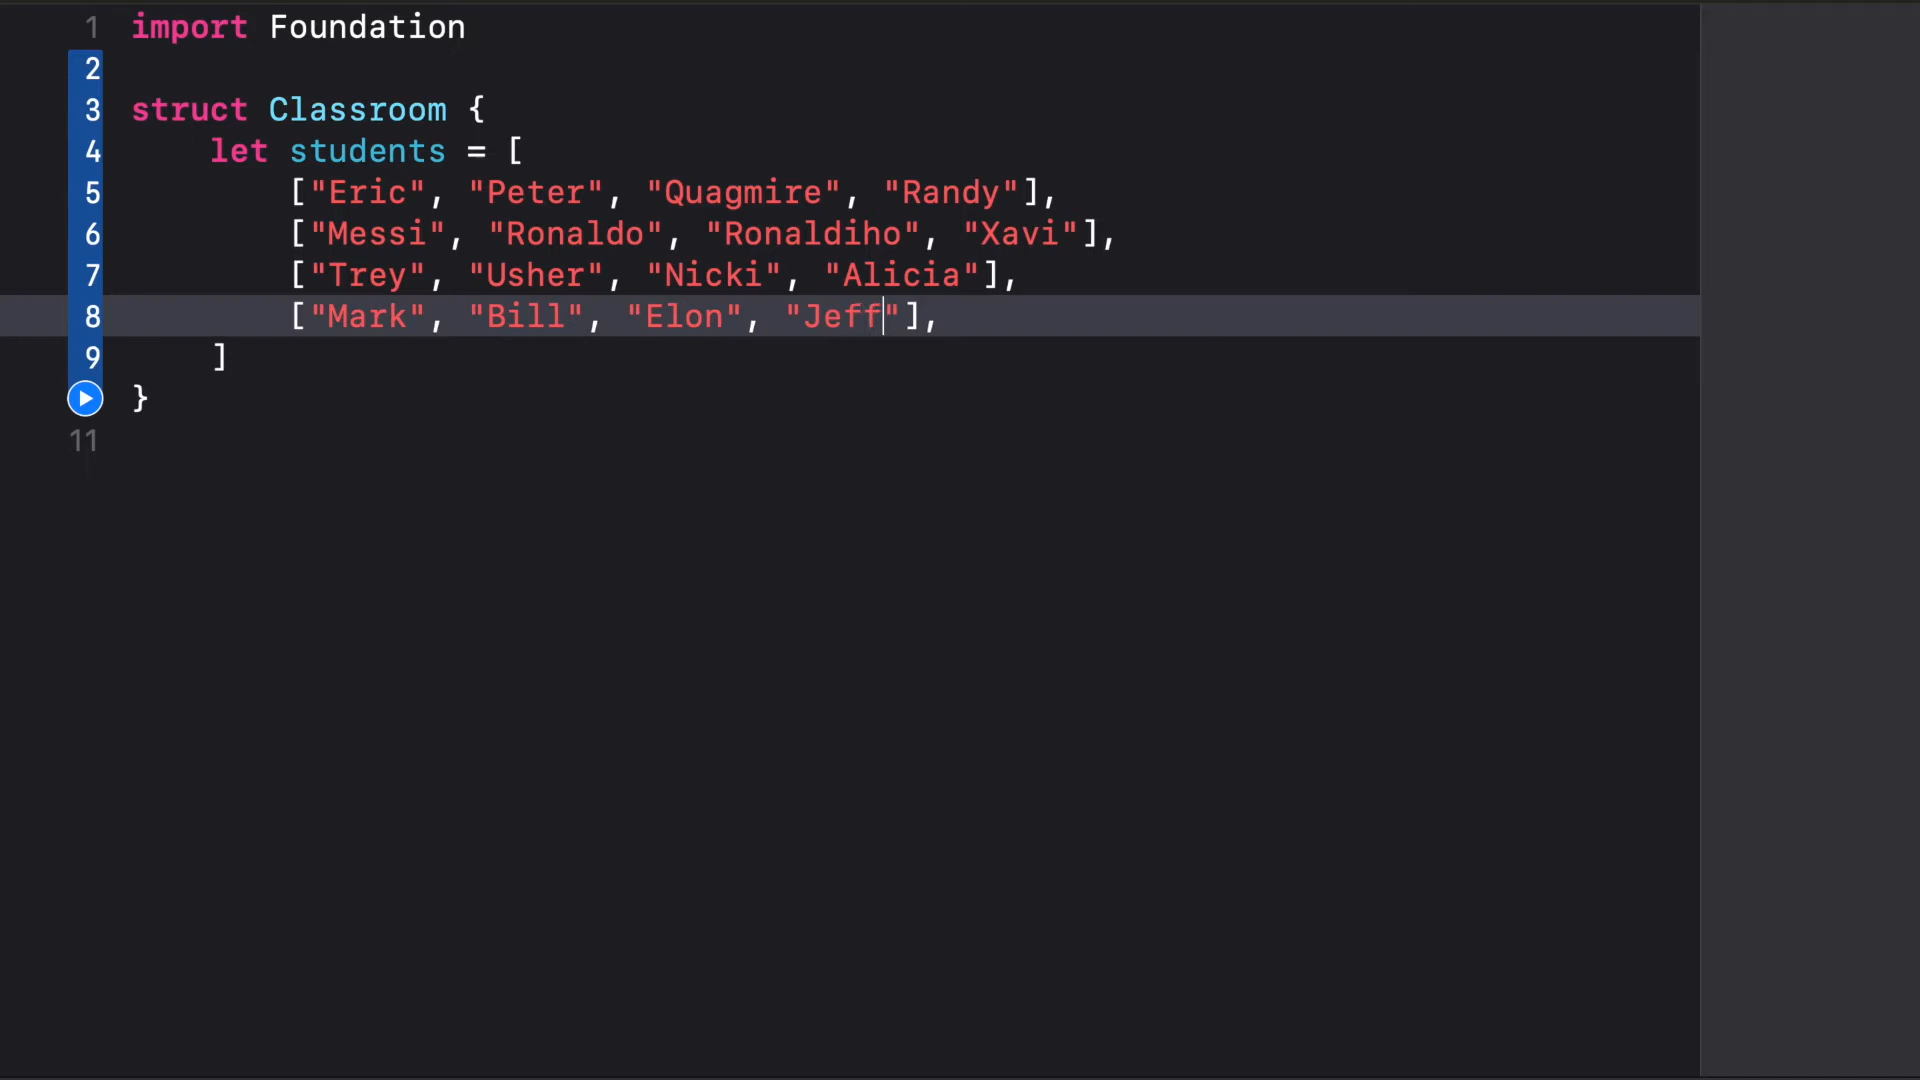 1 import Foundation
2
3 struct Classroom {
4     let students = [
5         ["Eric", "Peter", "Quagmire", "Randy"],
6         ["Messi", "Ronaldo", "Ronaldiho", "Xavi"],
7         ["Trey", "Usher", "Nicki", "Alicia"],
8         ["Mark", "Bill", "Elon", "Jeff"],
9     ]
}
11